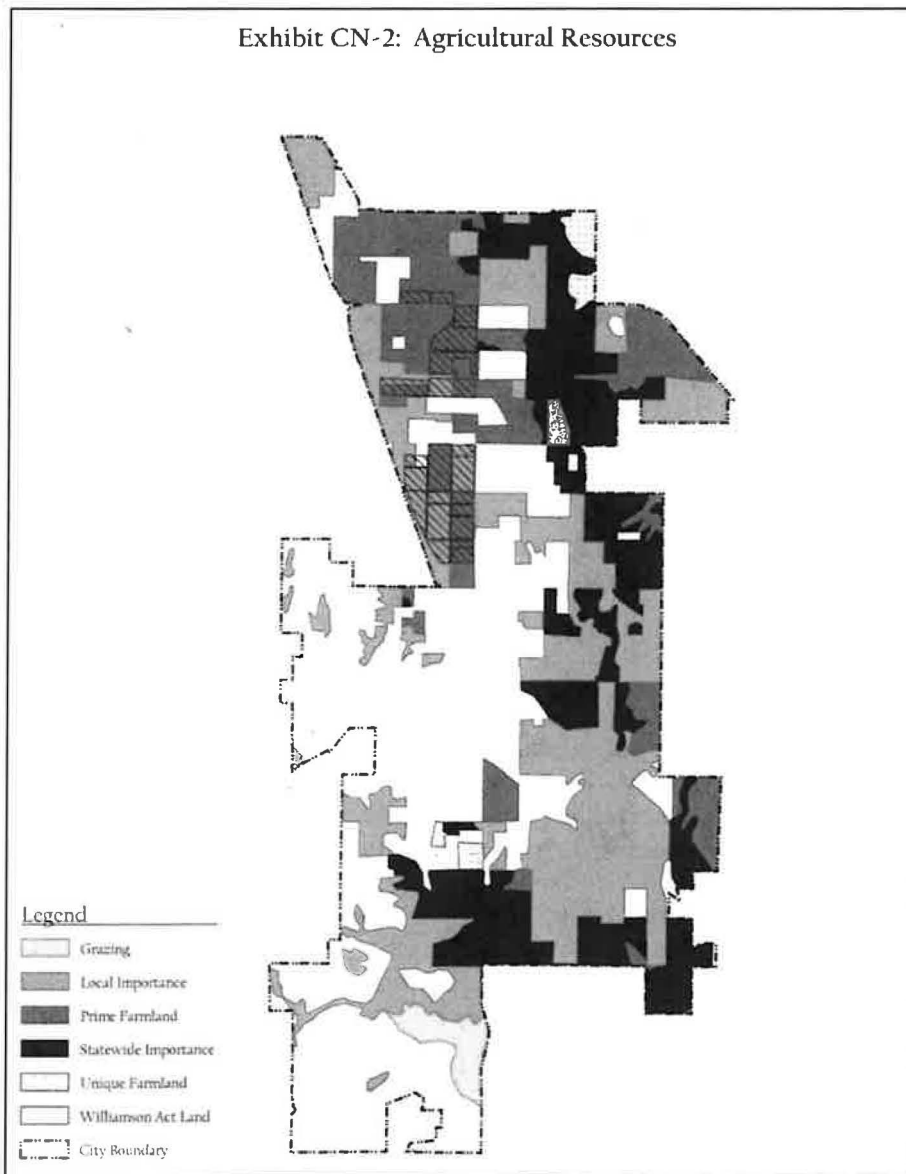 Exhibit CN-2: Agricultural Resources
Legend
Grazing
Local Importance
Prime Farmland
Statewide Importance
Unique Farmland
Williamson Act Land
City Boundary